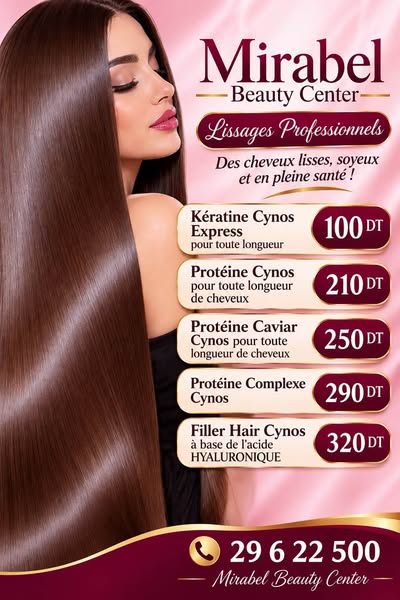 Mirabel
Beauty Center
Lissages Professionnels
Des cheveux lisses, soyeux
et en pleine santé !
Kératine Cynos
Express
pour toute longueur
100 DT
Protéine Cynos
pour toute longueur
de cheveux
210 DT
Protéine Caviar
Cynos pour toute
longueur de cheveux
250 DT
Protéine Complexe
Cynos
290 DT
Filler Hair Cynos
à base de l'acide
HYALURONIQUE
320 DT
29 6 22 500
Mirabel Beauty Center